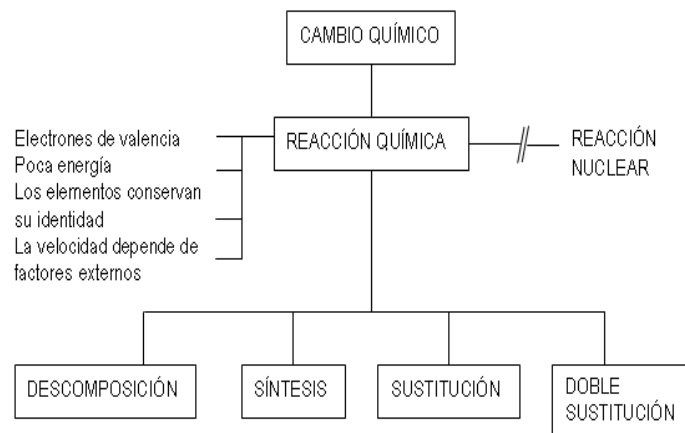 CAMBIO QUÍMICO
Electrones de valencia
Poca energía
Los elementos conservan
su identidad
La velocidad depende de
factores externos
REACCIÓN QUÍMICA
REACCIÓN
NUCLEAR
DESCOMPOSICIÓN
SÍNTESIS
SUSTITUCIÓN
DOBLE
SUSTITUCIÓN